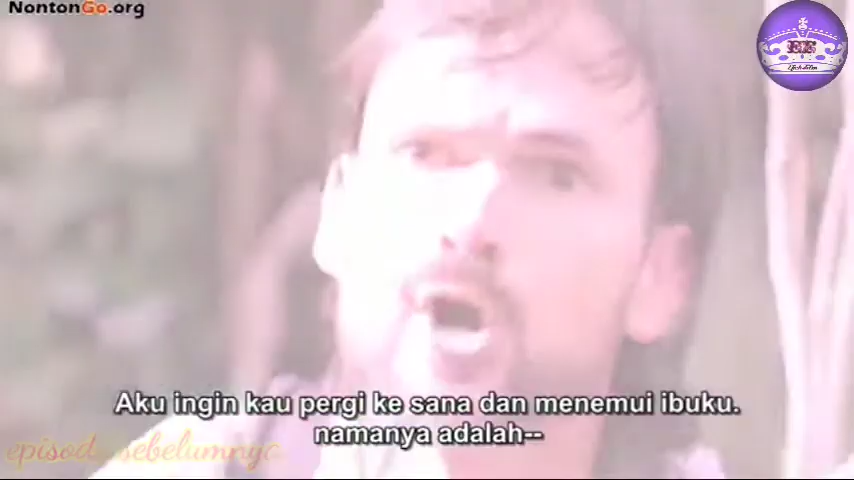 NontonGo.org
Aku ingin kau pergi ke sana dan menemui ibuku.
namanya adalah--
episode sebelumnya